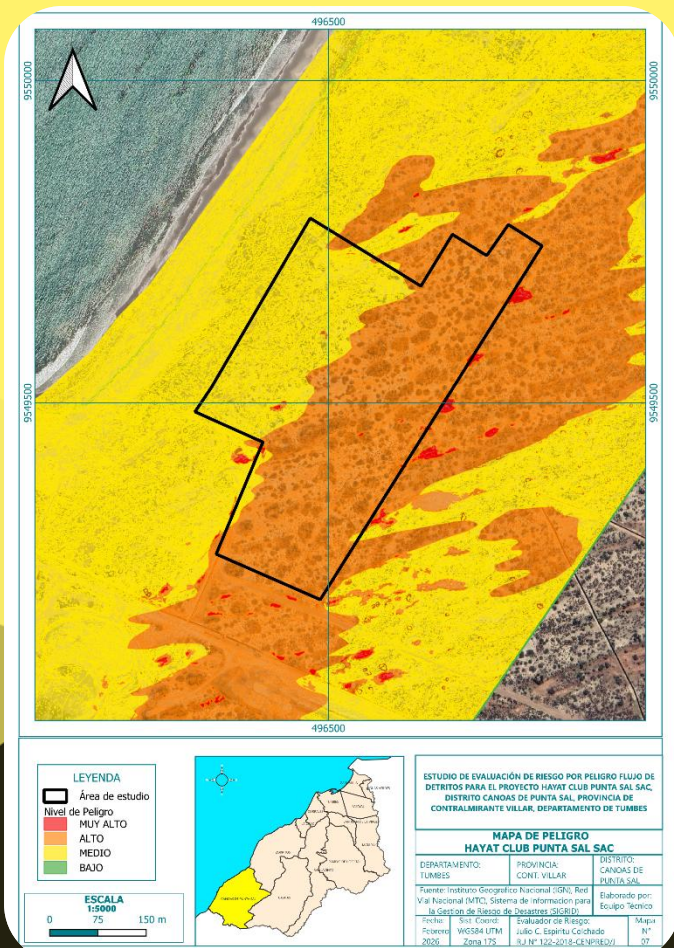 496500
9550000
9550000
9549500
9549500
496500
LEYENDA
Área de estudio
Nivel de Peligro
MUY ALTO
ALTO
MEDIO
BAJO
ESCALA
1:5000
0 75 150 m
ESTUDIO DE EVALUACIÓN DE RIESGO POR PELIGRO FLUJO DE
DETRITOS PARA EL PROYECTO HAYAT CLUB PUNTA SAL SAC,
DISTRITO CANOAS DE PUNTA SAL, PROVINCIA DE
CONTRALMIRANTE VILLAR, DEPARTAMENTO DE TUMBES
MAPA DE PELIGRO
HAYAT CLUB PUNTA SAL SAC
DEPARTAMENTO:
TUMBES
PROVINCIA:
CONT. VILLAR
DISTRITO:
CANOAS DE
PUNTA SAL
Fuente: Instituto Geografico Nacional (IGN), Red
Vial Nacional (MTC), Sistema de Informacion para
la Gestion de Riesgo de Desastres (SIGRID)
Elaborado por:
Equipo Técnico
Fecha:
Febrero
2026
Sist. Coord:
WGS84 UTM
Zona 17S
Evaluador de Riesgo:
Julio C. Espiritu Colchado
RJ N° 122-2018-CENPRED/J
Mapa
N°
07